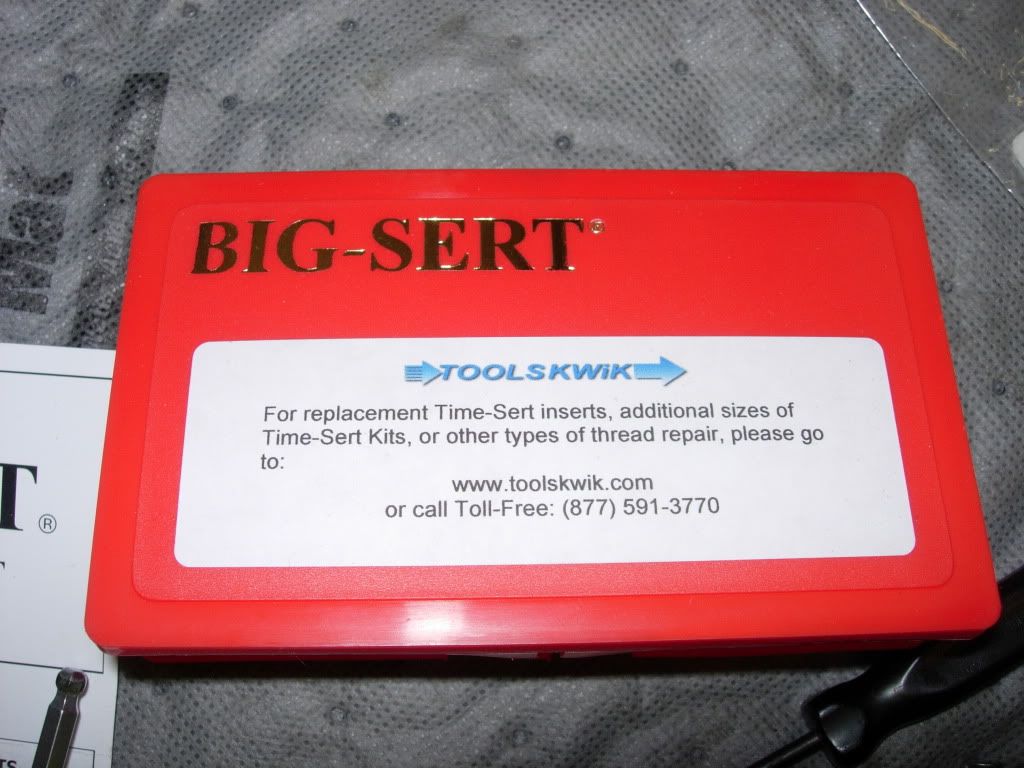 BIG-SERT®
TOOLSKWiK
For replacement Time-Sert inserts, additional sizes of
Time-Sert Kits, or other types of thread repair, please go
to:
www.toolskwik.com
or call Toll-Free: (877) 591-3770
T®